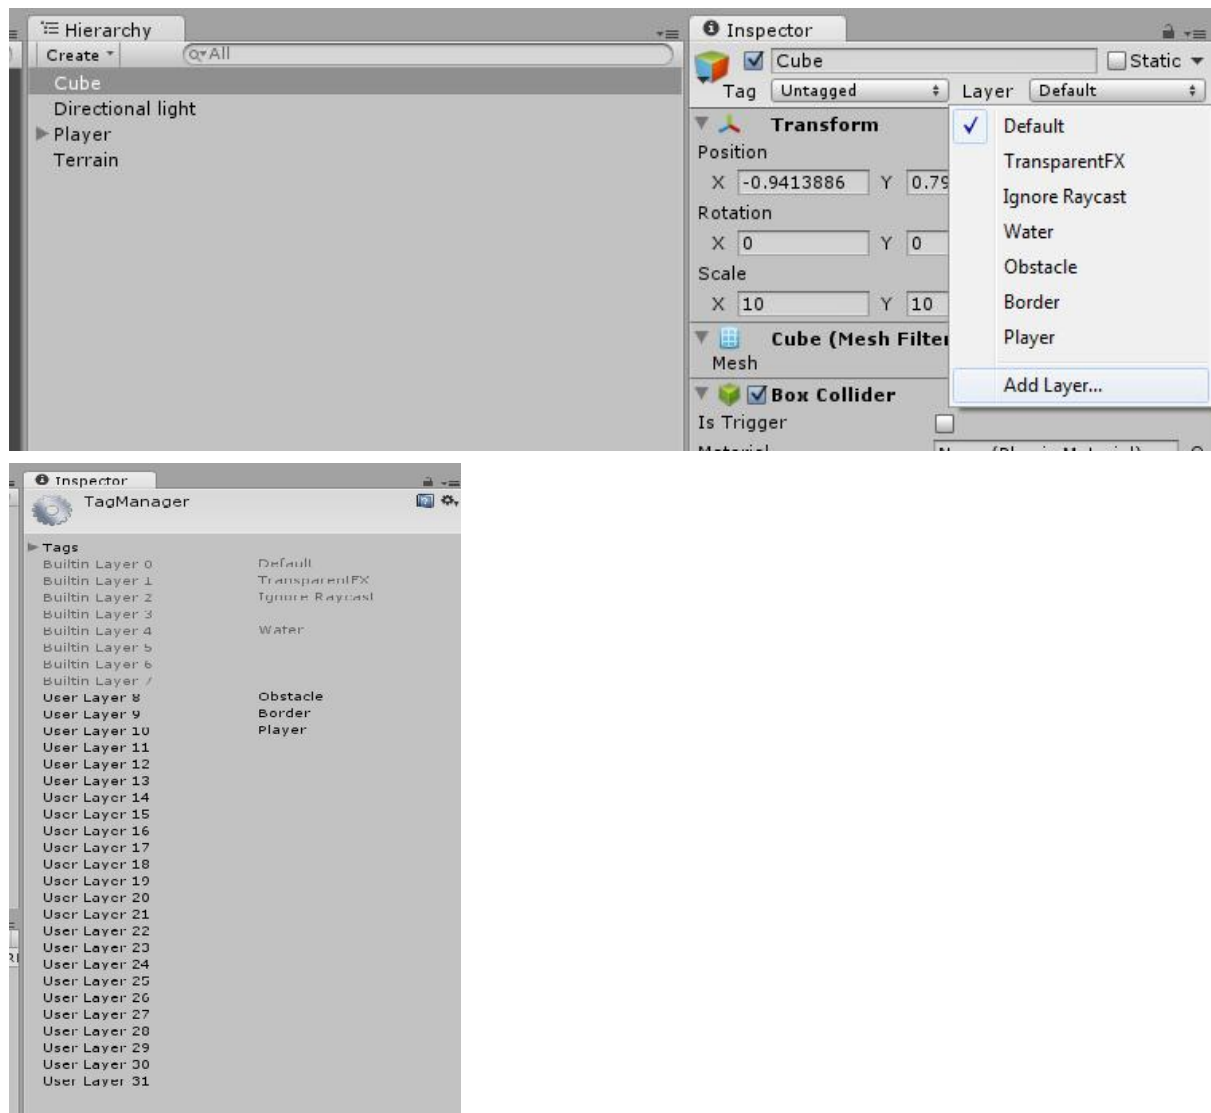 Hierarchy
Create
All
Cube
Directional light
Player
Terrain
Inspector
Cube
Static
Tag Untagged Layer Default
Transform
Position
X -0.9413886 Y 0.79
Rotation
X 0 Y 0
Scale
X 10 Y 10
Cube (Mesh Filter
Mesh
Box Collider
Is Trigger
Default
TransparentFX
Ignore Raycast
Water
Obstacle
Border
Player
Add Layer...
Inspector
TagManager
Tags
Builtin Layer 0 Default
Builtin Layer 1 TransparentFX
Builtin Layer 2 Ignore Raycast
Builtin Layer 3
Builtin Layer 4 Water
Builtin Layer 5
Builtin Layer 6
Builtin Layer 7
User Layer 8 Obstacle
User Layer 9 Border
User Layer 10 Player
User Layer 11
User Layer 12
User Layer 13
User Layer 14
User Layer 15
User Layer 16
User Layer 17
User Layer 18
User Layer 19
User Layer 20
User Layer 21
User Layer 22
User Layer 23
User Layer 24
User Layer 25
User Layer 26
User Layer 27
User Layer 28
User Layer 29
User Layer 30
User Layer 31